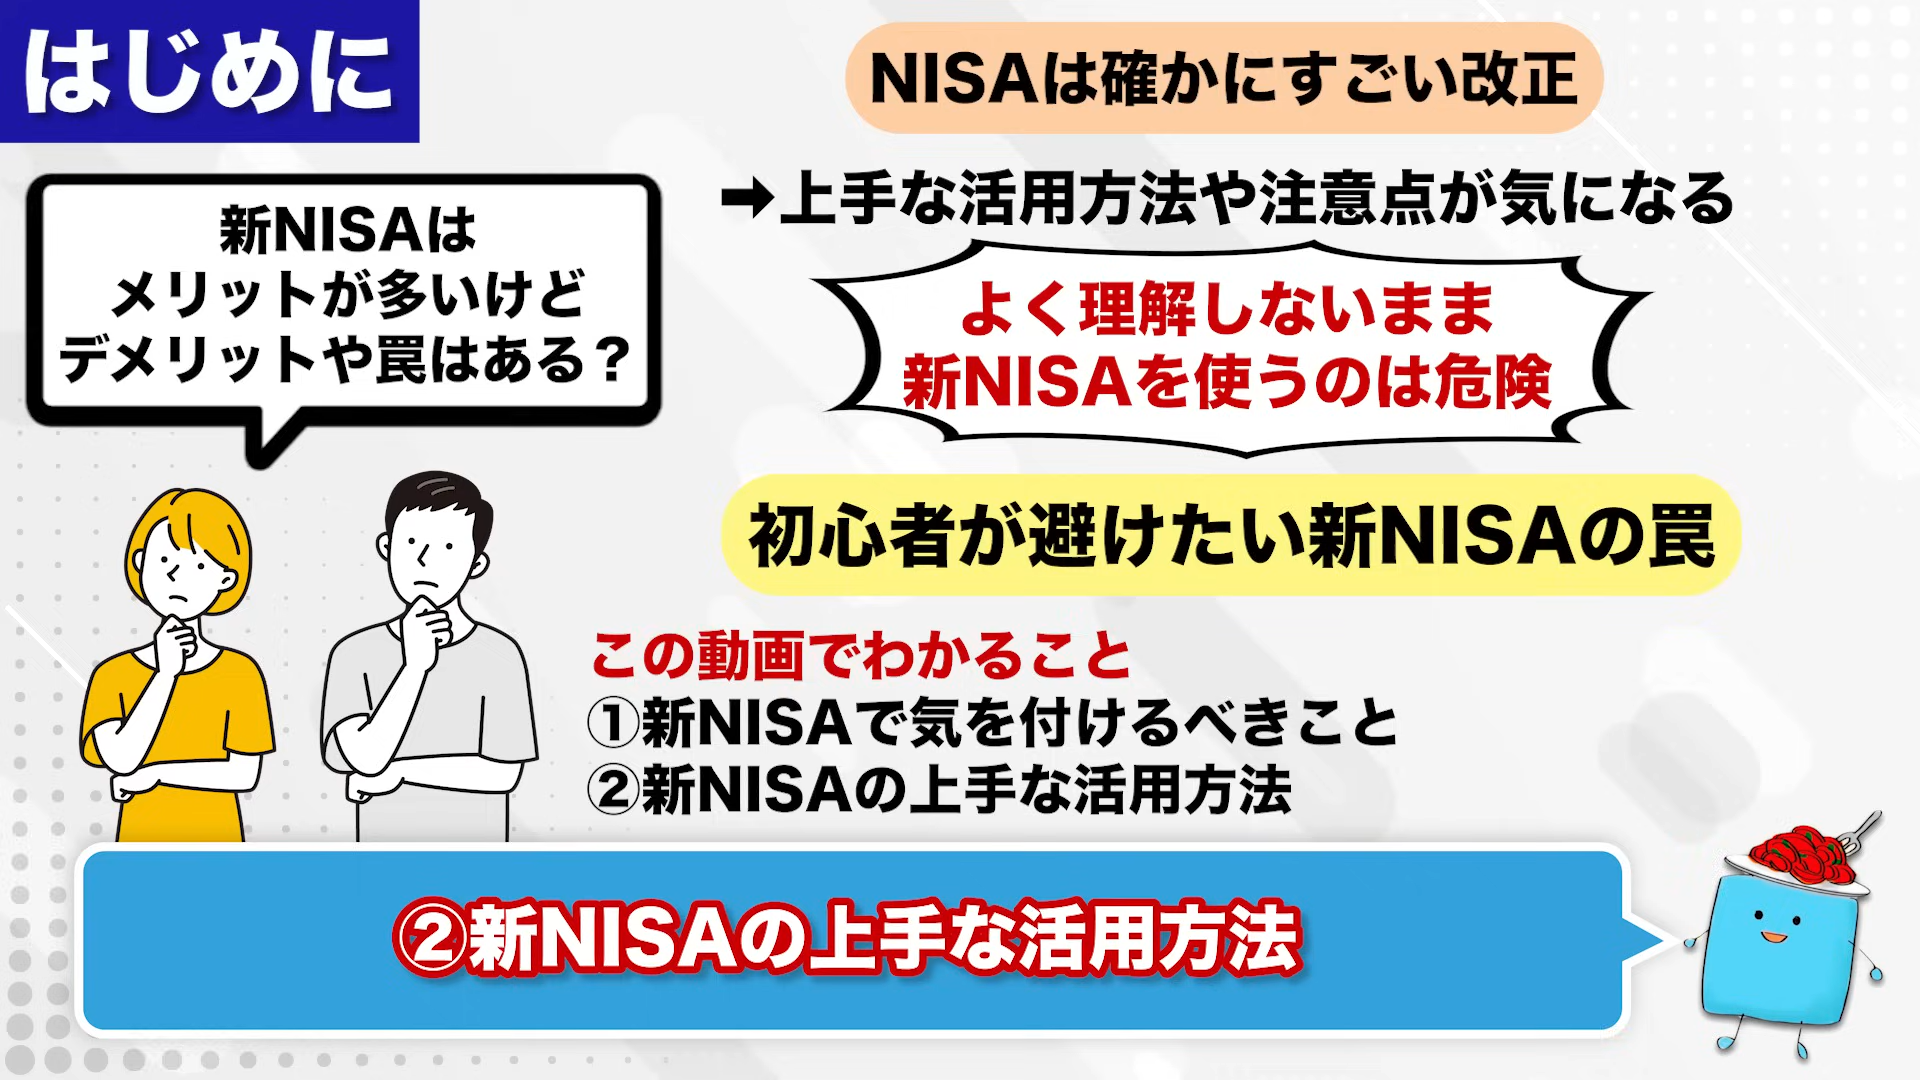 はじめに
NISAは確かにすごい改正
➡上手な活用方法や注意点が気になる
新NISAは
メリットが多いけど
デメリットや罠はある？
よく理解しないまま
新NISAを使うのは危険
初心者が避けたい新NISAの罠
この動画でわかること
①新NISAで気を付けるべきこと
②新NISAの上手な活用方法
②新NISAの上手な活用方法